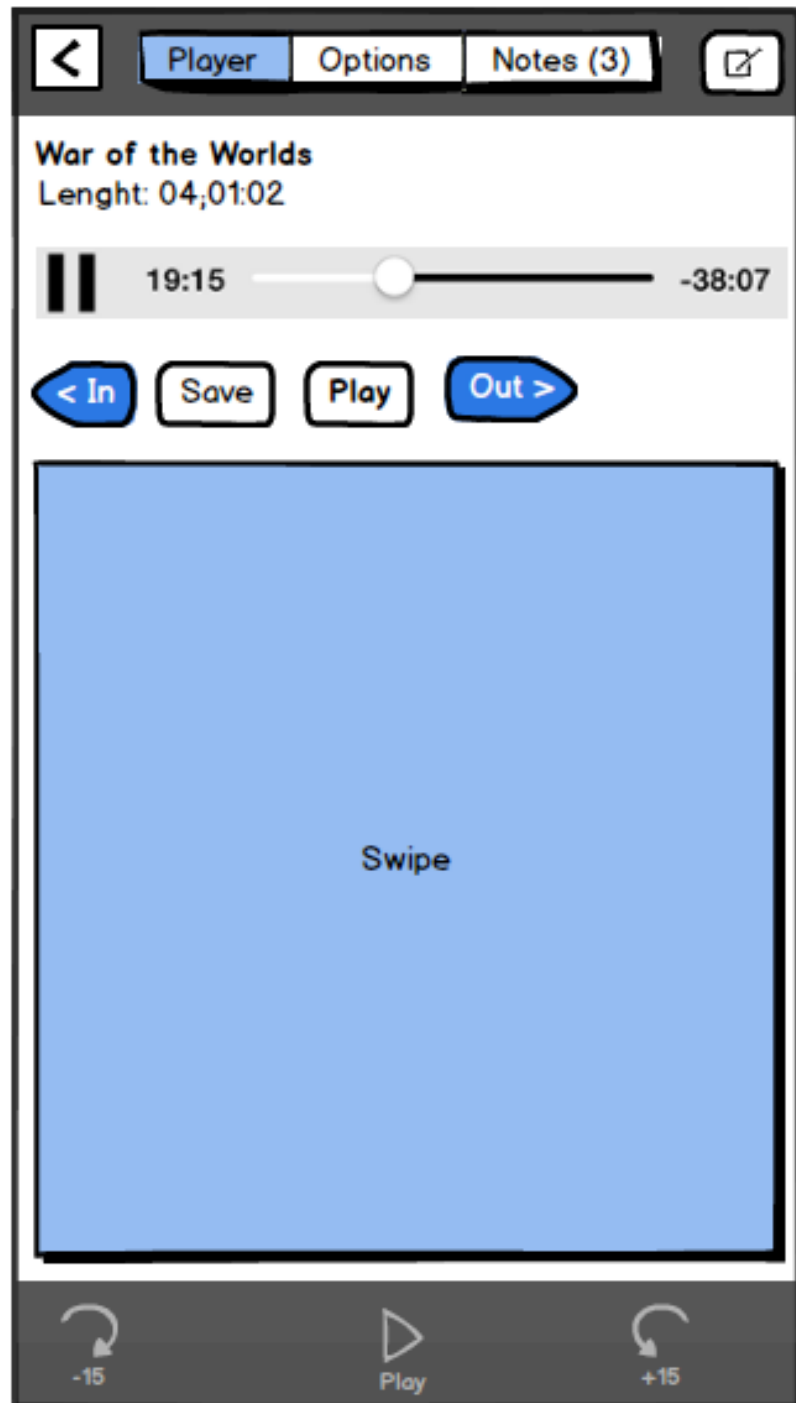 Player Options Notes (3)
War of the Worlds
Lenght: 04;01:02
19:15 -38:07
< In Save Play Out >
Swipe
-15 Play +15